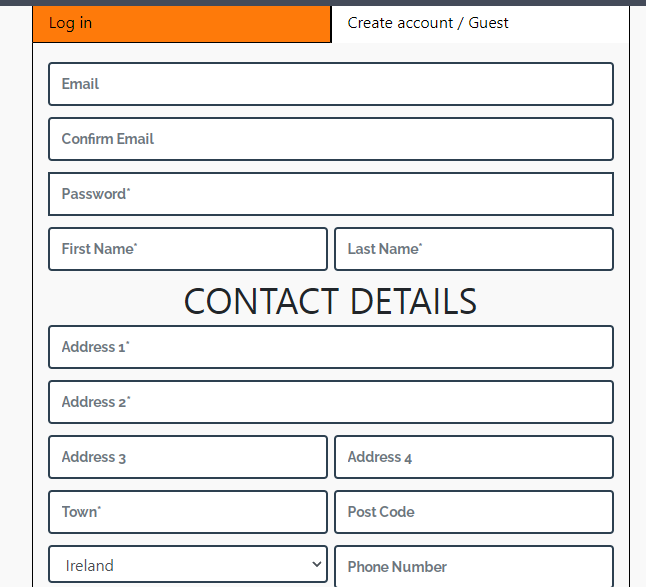 Log in Create account / Guest
Email
Confirm Email
Password*
First Name* Last Name*
CONTACT DETAILS
Address 1*
Address 2*
Address 3 Address 4
Town* Post Code
Ireland Phone Number